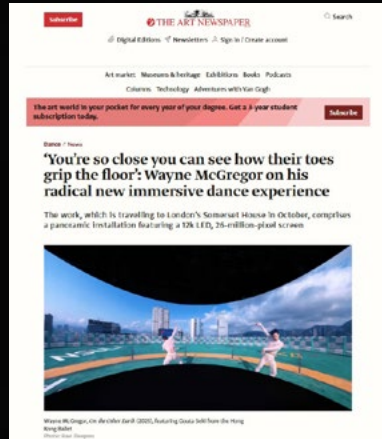 Subscribe
THE ART NEWSPAPER
Search
Digital Editions Newsletters Sign in / Create account
Art market Museums & heritage Exhibitions Books Podcasts
Columns Technology Adventures with Van Gogh
The art world in your pocket for every year of your degree. Get a 3-year student
subscription today.
Subscribe
Dance / News
‘You’re so close you can see how their toes
grip the floor’: Wayne McGregor on his
radical new immersive dance experience
The work, which is travelling to London’s Somerset House in October, comprises
a panoramic installation featuring a 12k LED, 26-million-pixel screen
Wayne McGregor, On the Other Earth (2025), featuring from the Hong
Kong Ballet